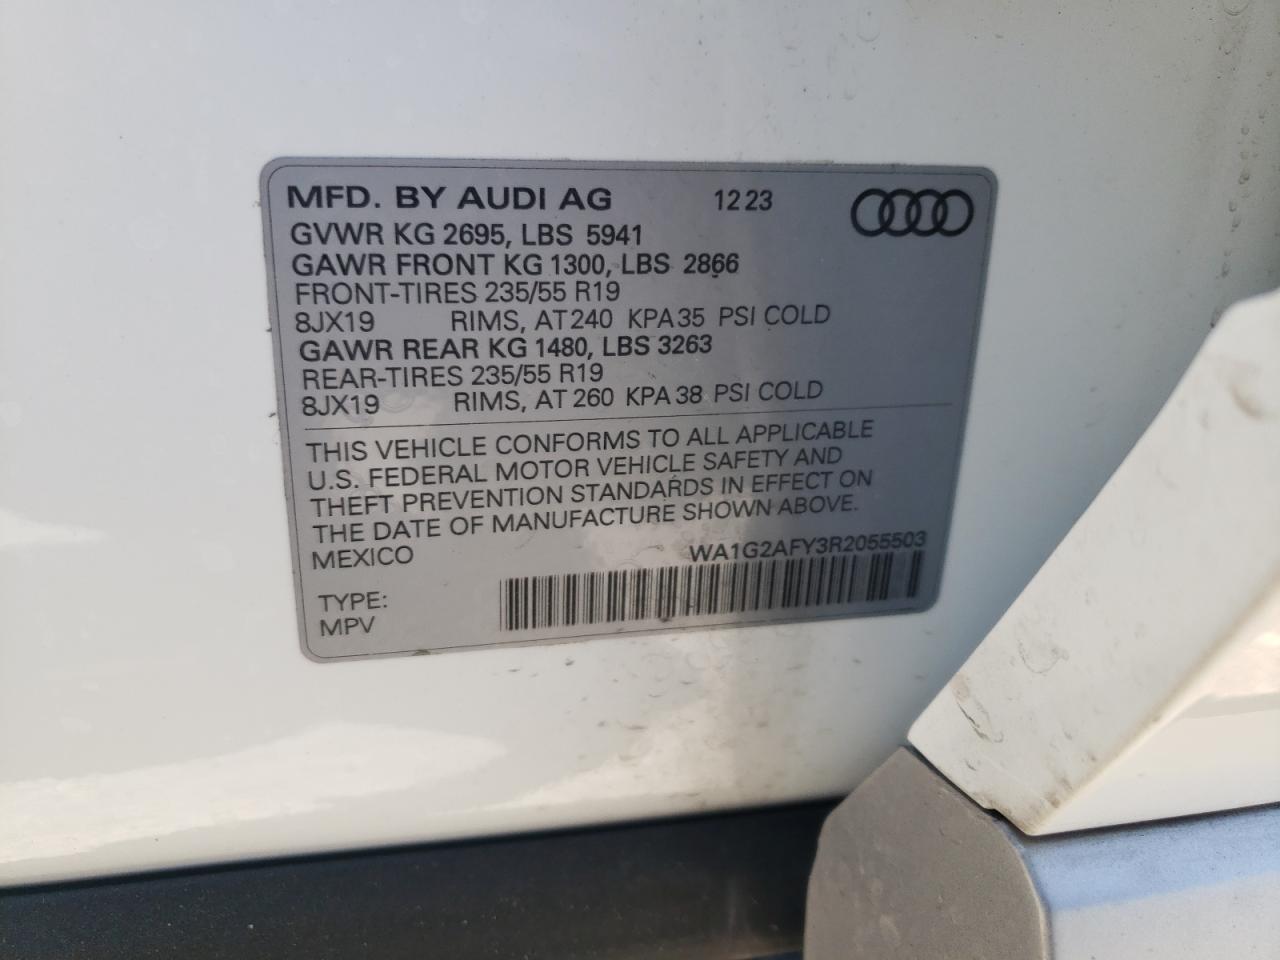 MFD. BY AUDI AG 12 23
GVWR KG 2695, LBS 5941
GAWR FRONT KG 1300, LBS 2866
FRONT-TIRES 235/55 R19
8JX19 RIMS, AT 240 KPA 35 PSI COLD
GAWR REAR KG 1480, LBS 3263
REAR-TIRES 235/55 R19
8JX19 RIMS, AT 260 KPA 38 PSI COLD
THIS VEHICLE CONFORMS TO ALL APPLICABLE
U.S. FEDERAL MOTOR VEHICLE SAFETY AND
THEFT PREVENTION STANDARDS IN EFFECT ON
THE DATE OF MANUFACTURE SHOWN ABOVE.
MEXICO WA1G2AFY3R2055503
TYPE:
MPV